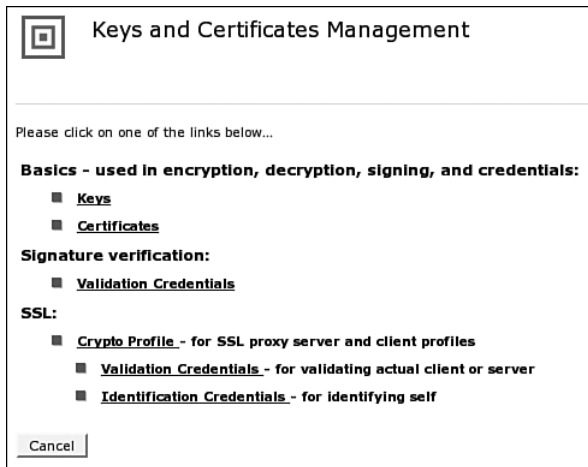 Keys and Certificates Management
Please click on one of the links below...
Basics - used in encryption, decryption, signing, and credentials:
Keys
Certificates
Signature verification:
Validation Credentials
SSL:
Crypto Profile - for SSL proxy server and client profiles
Validation Credentials - for validating actual client or server
Identification Credentials - for identifying self
Cancel